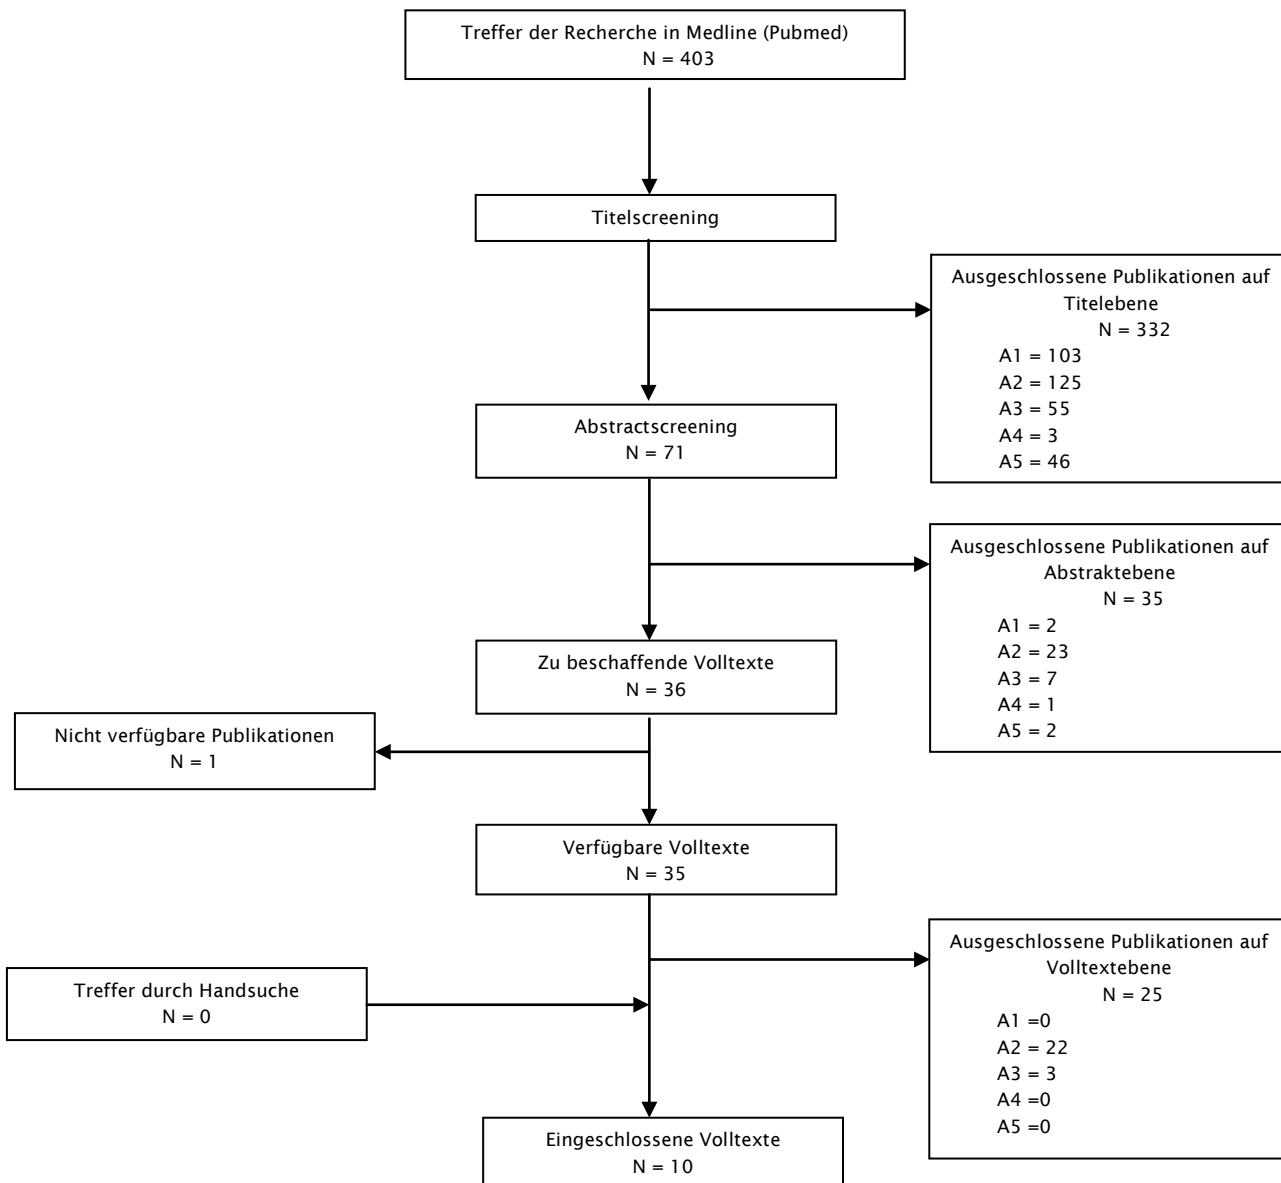 Treffer der Recherche in Medline (Pubmed)
N = 403
Titelscreening
Ausgeschlossene Publikationen auf
Titelebene
N = 332
A1 = 103
A2 = 125
A3 = 55
A4 = 3
A5 = 46
Abstractscreening
N = 71
Ausgeschlossene Publikationen auf
Abstraktebene
N = 35
A1 = 2
A2 = 23
A3 = 7
A4 = 1
A5 = 2
Zu beschaffende Volltexte
N = 36
Nicht verfügbare Publikationen
N = 1
Verfügbare Volltexte
N = 35
Ausgeschlossene Publikationen auf
Volltextebene
N = 25
A1 =0
A2 = 22
A3 = 3
A4 =0
A5 =0
Treffer durch Handsuche
N = 0
Eingeschlossene Volltexte
N = 10